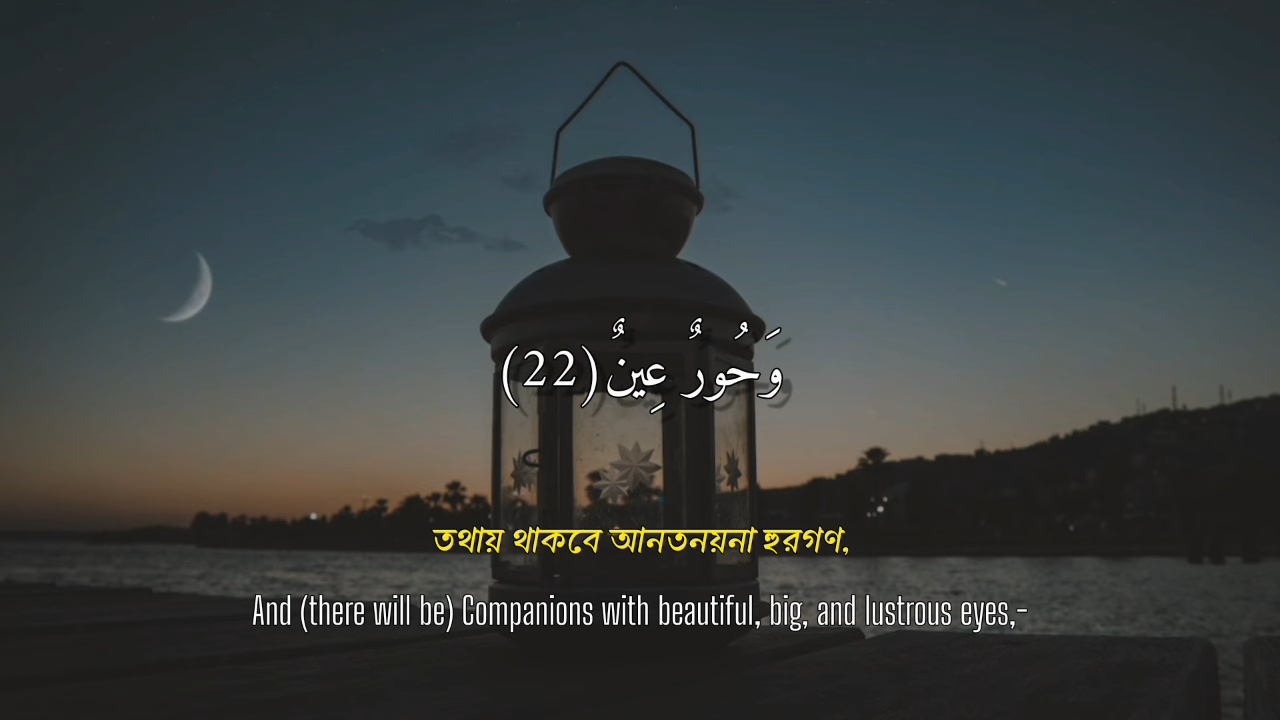 وَحُورٌ عِينٌ (22)
তথায় থাকবে আনতনয়না হুরগণ,
And (there will be) Companions with beautiful, big, and lustrous eyes,-